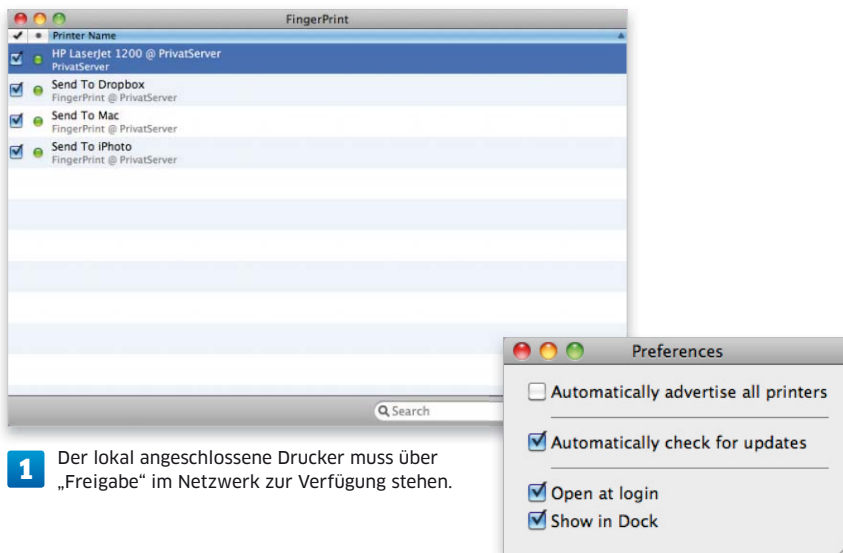 FingerPrint
Printer Name
HP LaserJet 1200 @ PrivatServer
PrivatServer
Send To Dropbox
FingerPrint @ PrivatServer
Send To Mac
FingerPrint @ PrivatServer
Send To iPhoto
FingerPrint @ PrivatServer
Search
Preferences
Automatically advertise all printers
Automatically check for updates
Open at login
Show in Dock
1
Der lokal angeschlossene Drucker muss über
„Freigabe“ im Netzwerk zur Verfügung stehen.